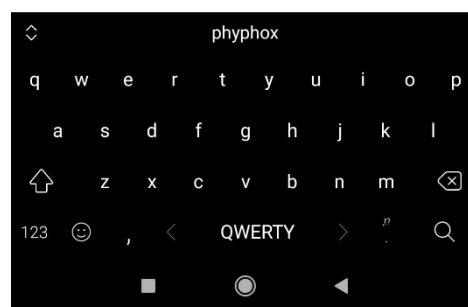 phyphox
q w e r t y u i o p
a s d f g h j k l
z x c v b n m
123 , < QWERTY > ,!? .